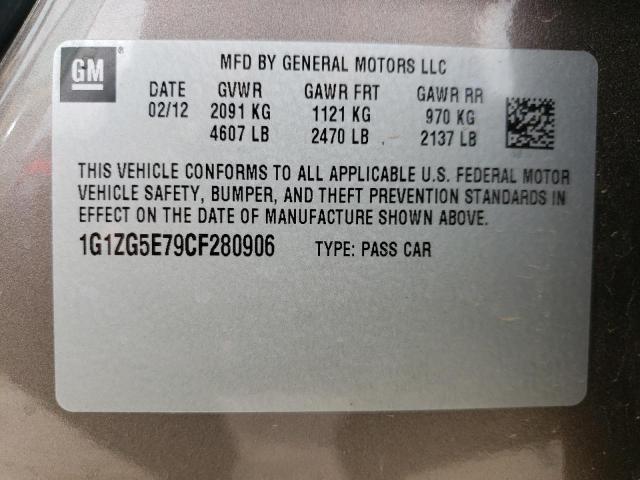 GM
MFD BY GENERAL MOTORS LLC
DATE GVWR GAWR FRT GAWR RR
02/12 2091 KG 1121 KG 970 KG
4607 LB 2470 LB 2137 LB
THIS VEHICLE CONFORMS TO ALL APPLICABLE U.S. FEDERAL MOTOR
VEHICLE SAFETY, BUMPER, AND THEFT PREVENTION STANDARDS IN
EFFECT ON THE DATE OF MANUFACTURE SHOWN ABOVE.
1G1ZG5E79CF280906 TYPE: PASS CAR